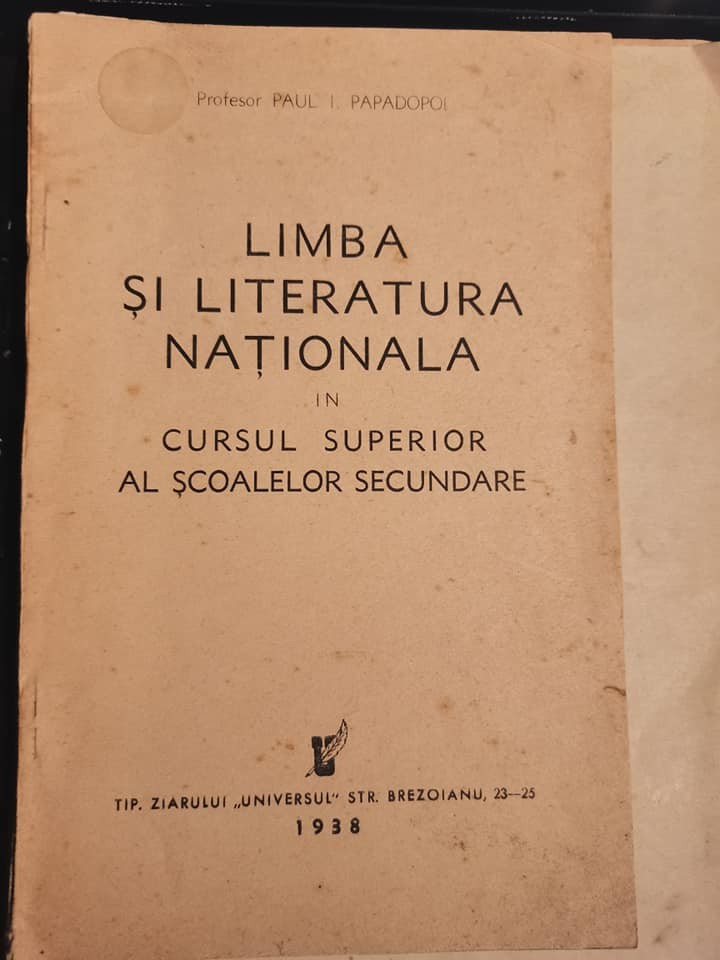 Profesor PAUL I. PAPADOPOL
LIMBA
ȘI LITERATURA
NAȚIONALA
IN
CURSUL SUPERIOR
AL ȘCOALELOR SECUNDARE
U
TIP. ZIARULUI „UNIVERSUL“ STR. BREZOIANU, 23—25
1938